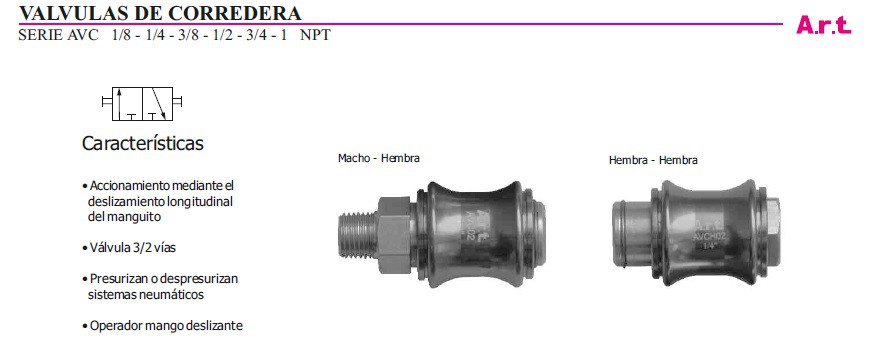 VALVULAS DE CORREDERA
SERIE AVC 1/8 - 1/4 - 3/8 - 1/2 - 3/4 - 1 NPT
A.r.t.
Características
• Accionamiento mediante el
deslizamiento longitudinal
del manguito
• Válvula 3/2 vías
• Presurizan o despresurizan
sistemas neumáticos
• Operador mango deslizante
Macho - Hembra
A.r.t.
Hembra - Hembra
A.r.t.
AVCH02
1/4"